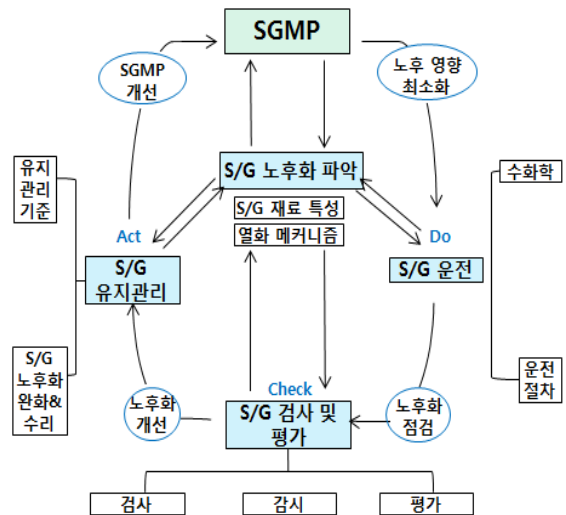 SGMP
SGMP
개선
노후 영향
최소화
S/G 노후화 파악
유지
관리
기준
수화학
S/G 재료 특성
열화 메커니즘
Act
Do
S/G
유지관리
S/G 운전
S/G
노후화
완화&
수리
운전
절차
Check
노후화
개선
S/G 검사 및
평가
노후화
점검
검사
감시
평가